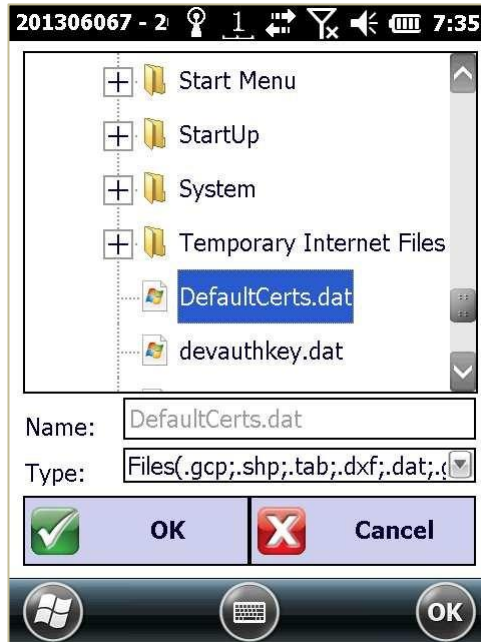 201306067 - 2 1 7:35
Start Menu
StartUp
System
Temporary Internet Files
DefaultCerts.dat
devauthkey.dat
Name: DefaultCerts.dat
Type: Files(.gcp;.shp;.tab;.dxf;.dat;.
OK Cancel
OK